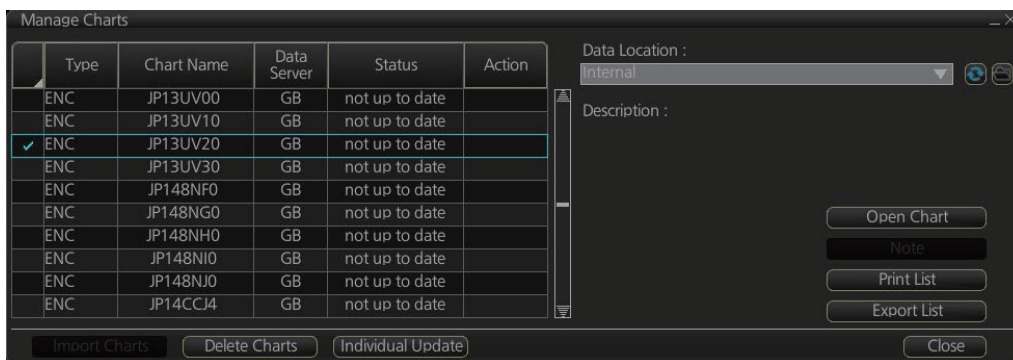 Manage Charts
Type Chart Name Data Server Status Action
ENC JP13UV00 GB not up to date
ENC JP13UV10 GB not up to date
ENC JP13UV20 GB not up to date
ENC JP13UV30 GB not up to date
ENC JP148NF0 GB not up to date
ENC JP148NG0 GB not up to date
ENC JP148NH0 GB not up to date
ENC JP148NI0 GB not up to date
ENC JP148NJ0 GB not up to date
ENC JP14CCJ4 GB not up to date
Data Location :
Internal
Description :
Open Chart
Note
Print List
Export List
Import Charts Delete Charts Individual Update Close